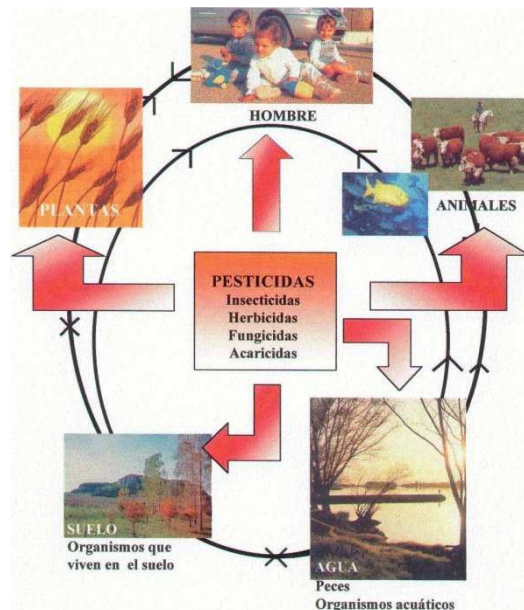 HOMBRE
PLANTAS
ANIMALES
PESTICIDAS
Insecticidas
Herbicidas
Fungicidas
Acaricidas
SUELO
Organismos que
viven en el suelo
AGUA
Peces
Organismos acuáticos